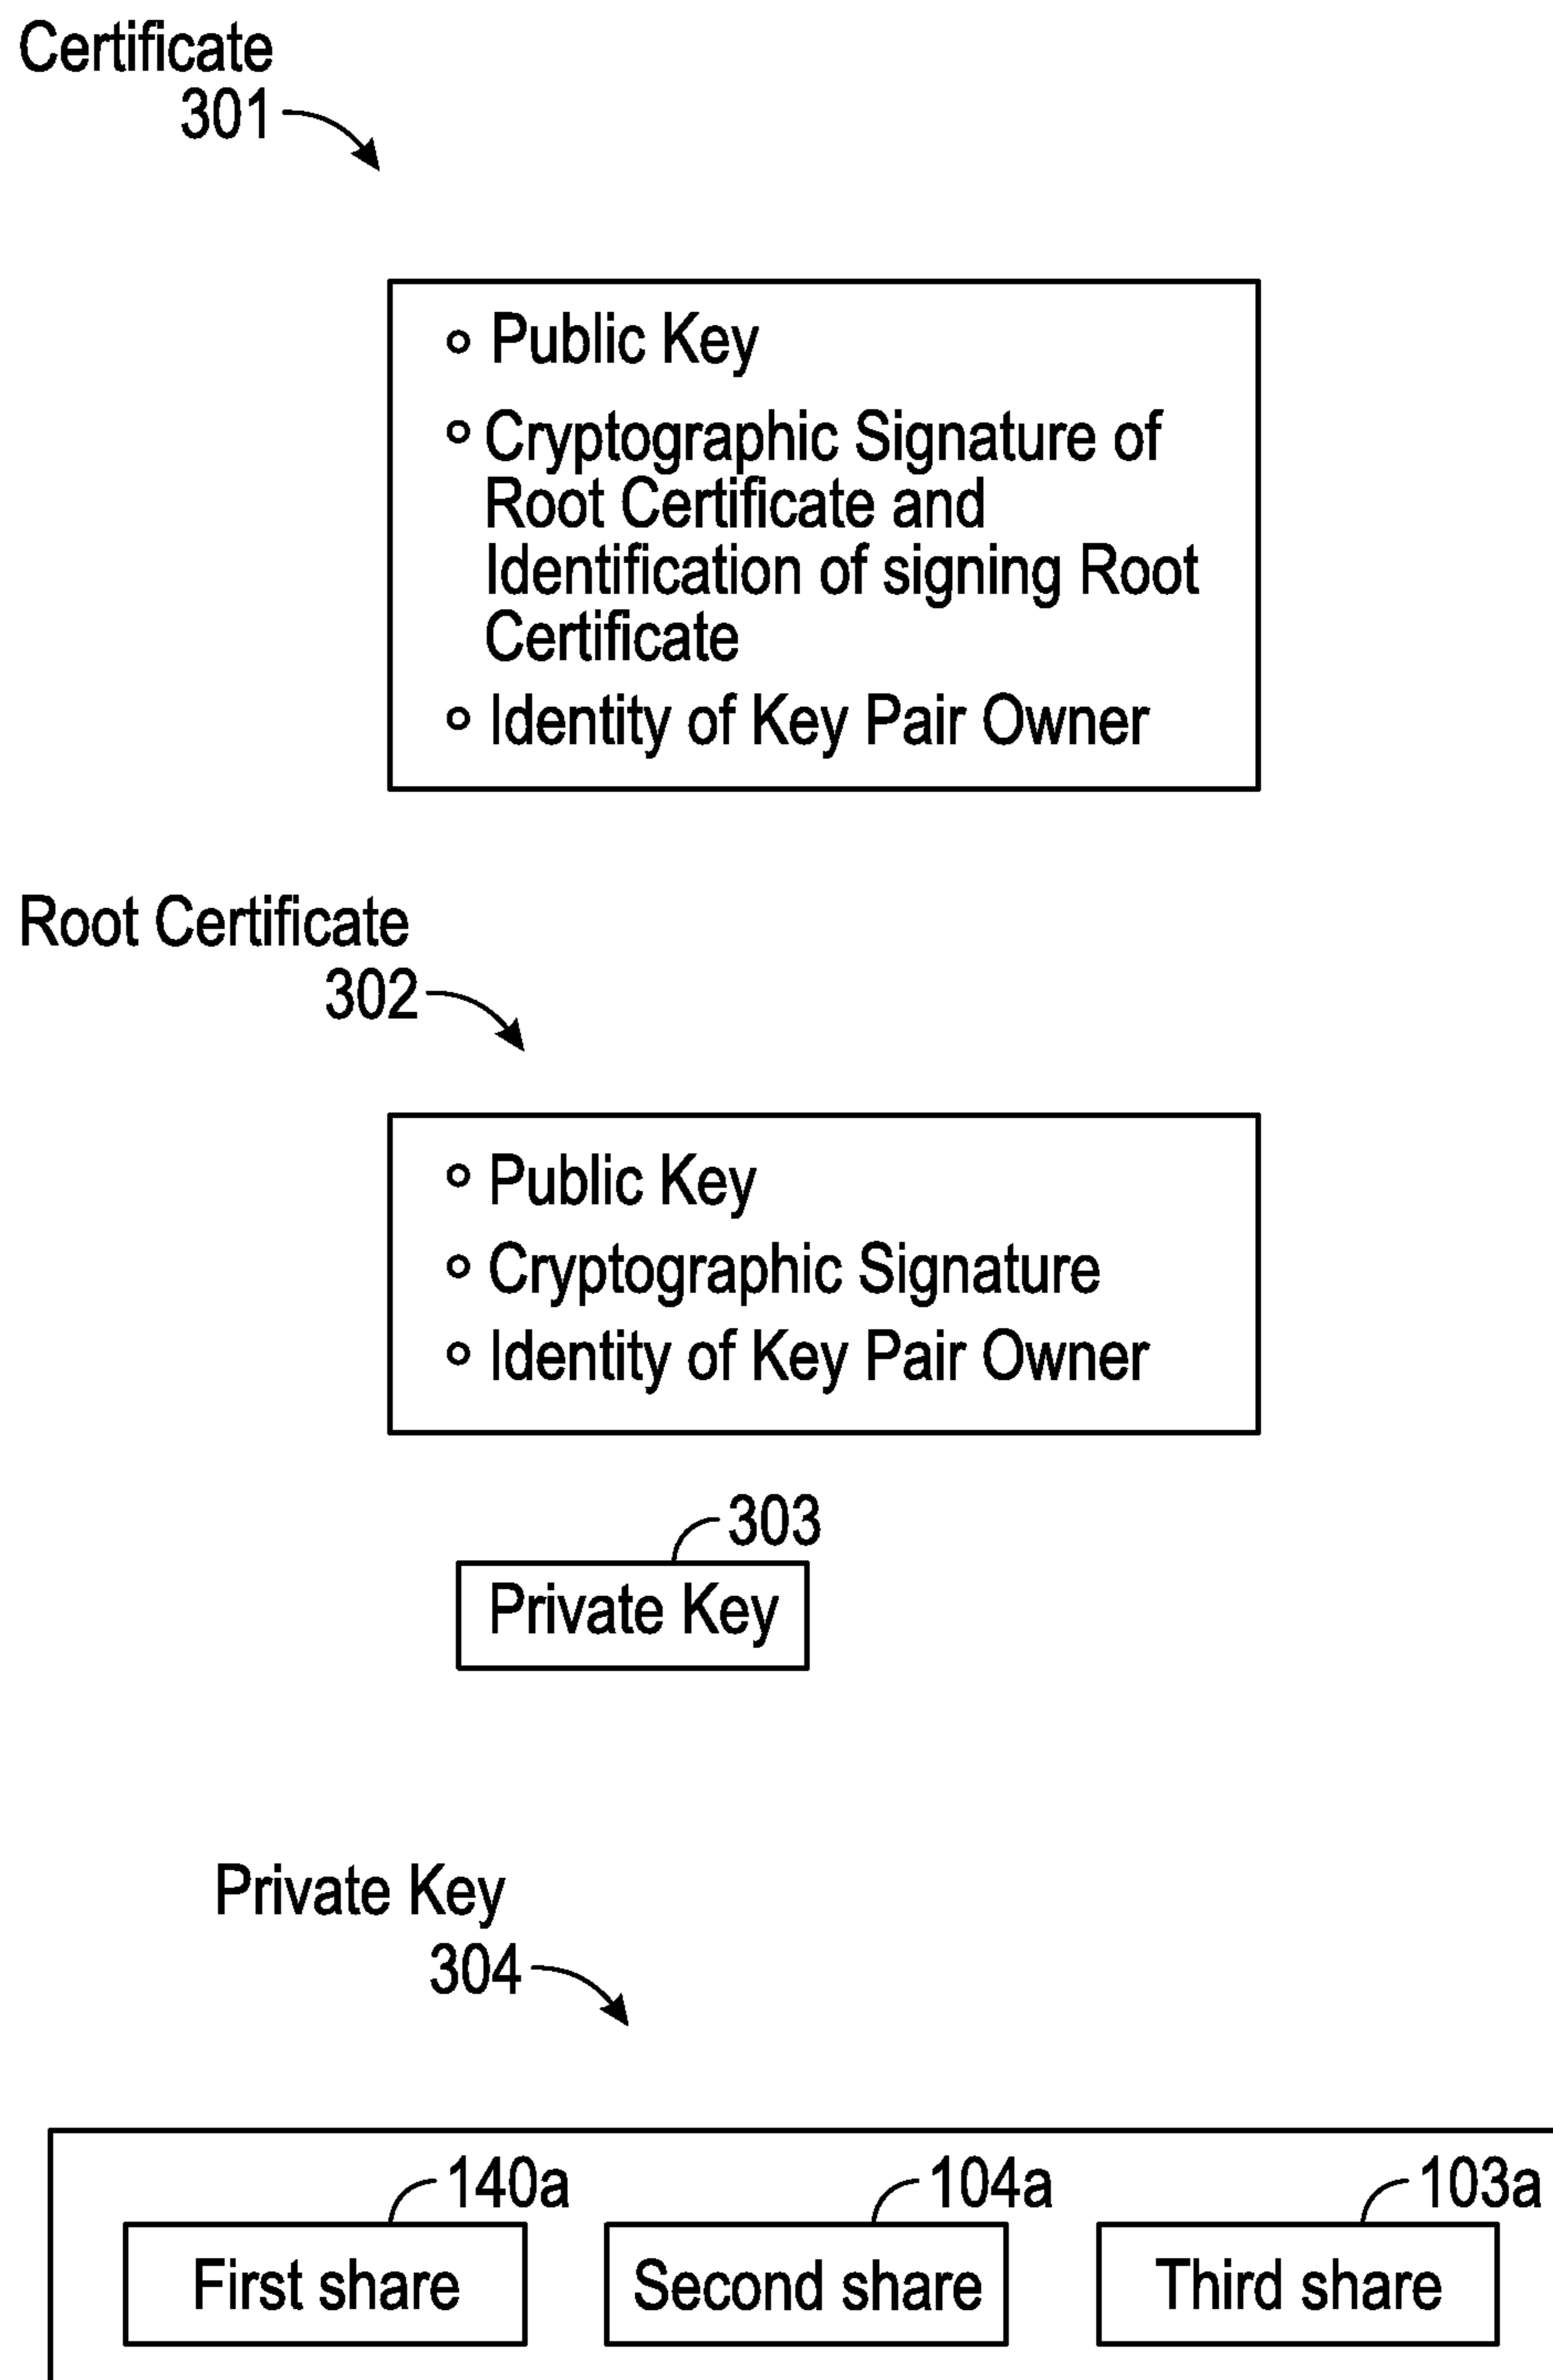 Certificate
301
○ Public Key
○ Cryptographic Signature of
Root Certificate and
Identification of signing Root
Certificate
○ Identity of Key Pair Owner
Root Certificate
302
○ Public Key
○ Cryptographic Signature
○ Identity of Key Pair Owner
303
Private Key
Private Key
304
140a 104a 103a
First share Second share Third share